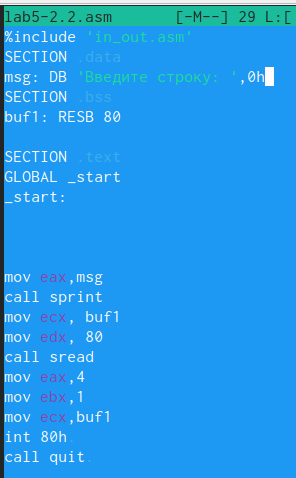 lab5-2.2.asm [-M--] 29 L:[
%include 'in_out.asm'
SECTION .data
msg: DB 'Введите строку: ',0h
SECTION .bss
buf1: RESB 80
SECTION .text
GLOBAL _start
_start:
mov eax,msg
call sprint
mov ecx, buf1
mov edx, 80
call sread
mov eax,4
mov ebx,1
mov ecx,buf1
int 80h
call quit